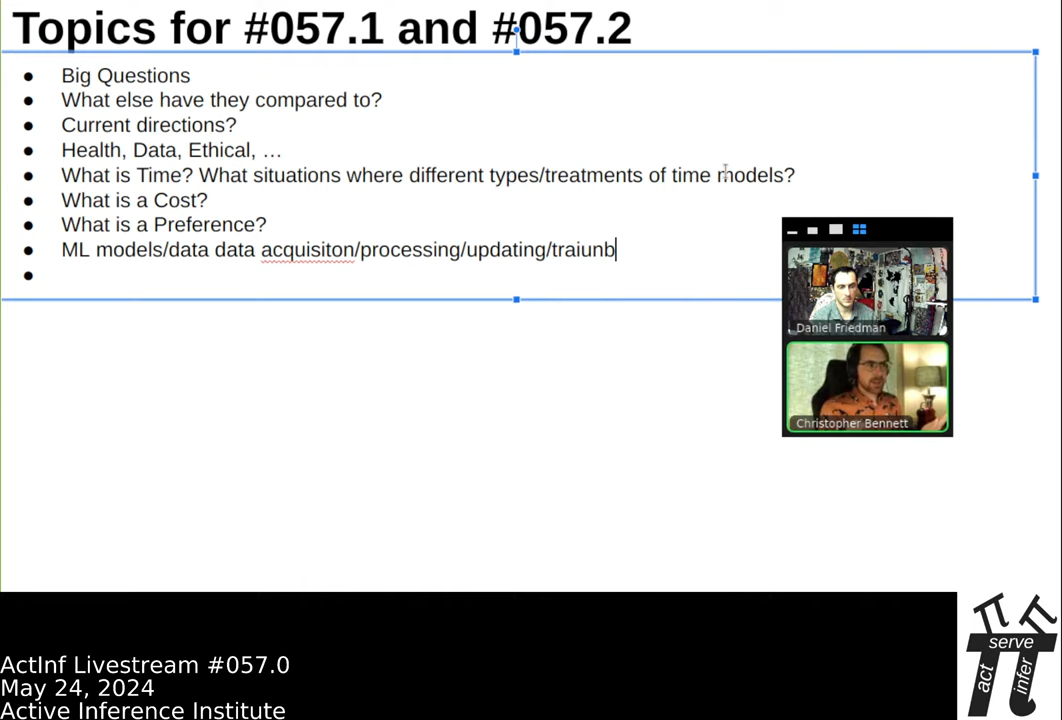 Topics for #057.1 and #057.2
● Big Questions
● What else have they compared to?
● Current directions?
● Health, Data, Ethical, …
● What is Time? What situations where different types/treatments of time models?
● What is a Cost?
● What is a Preference?
● ML models/data data acquisiton/processing/updating/traiunb
●
Daniel Friedman
Christopher Bennett
ActInf Livestream #057.0
May 24, 2024
Active Inference Institute
serve
act
infer